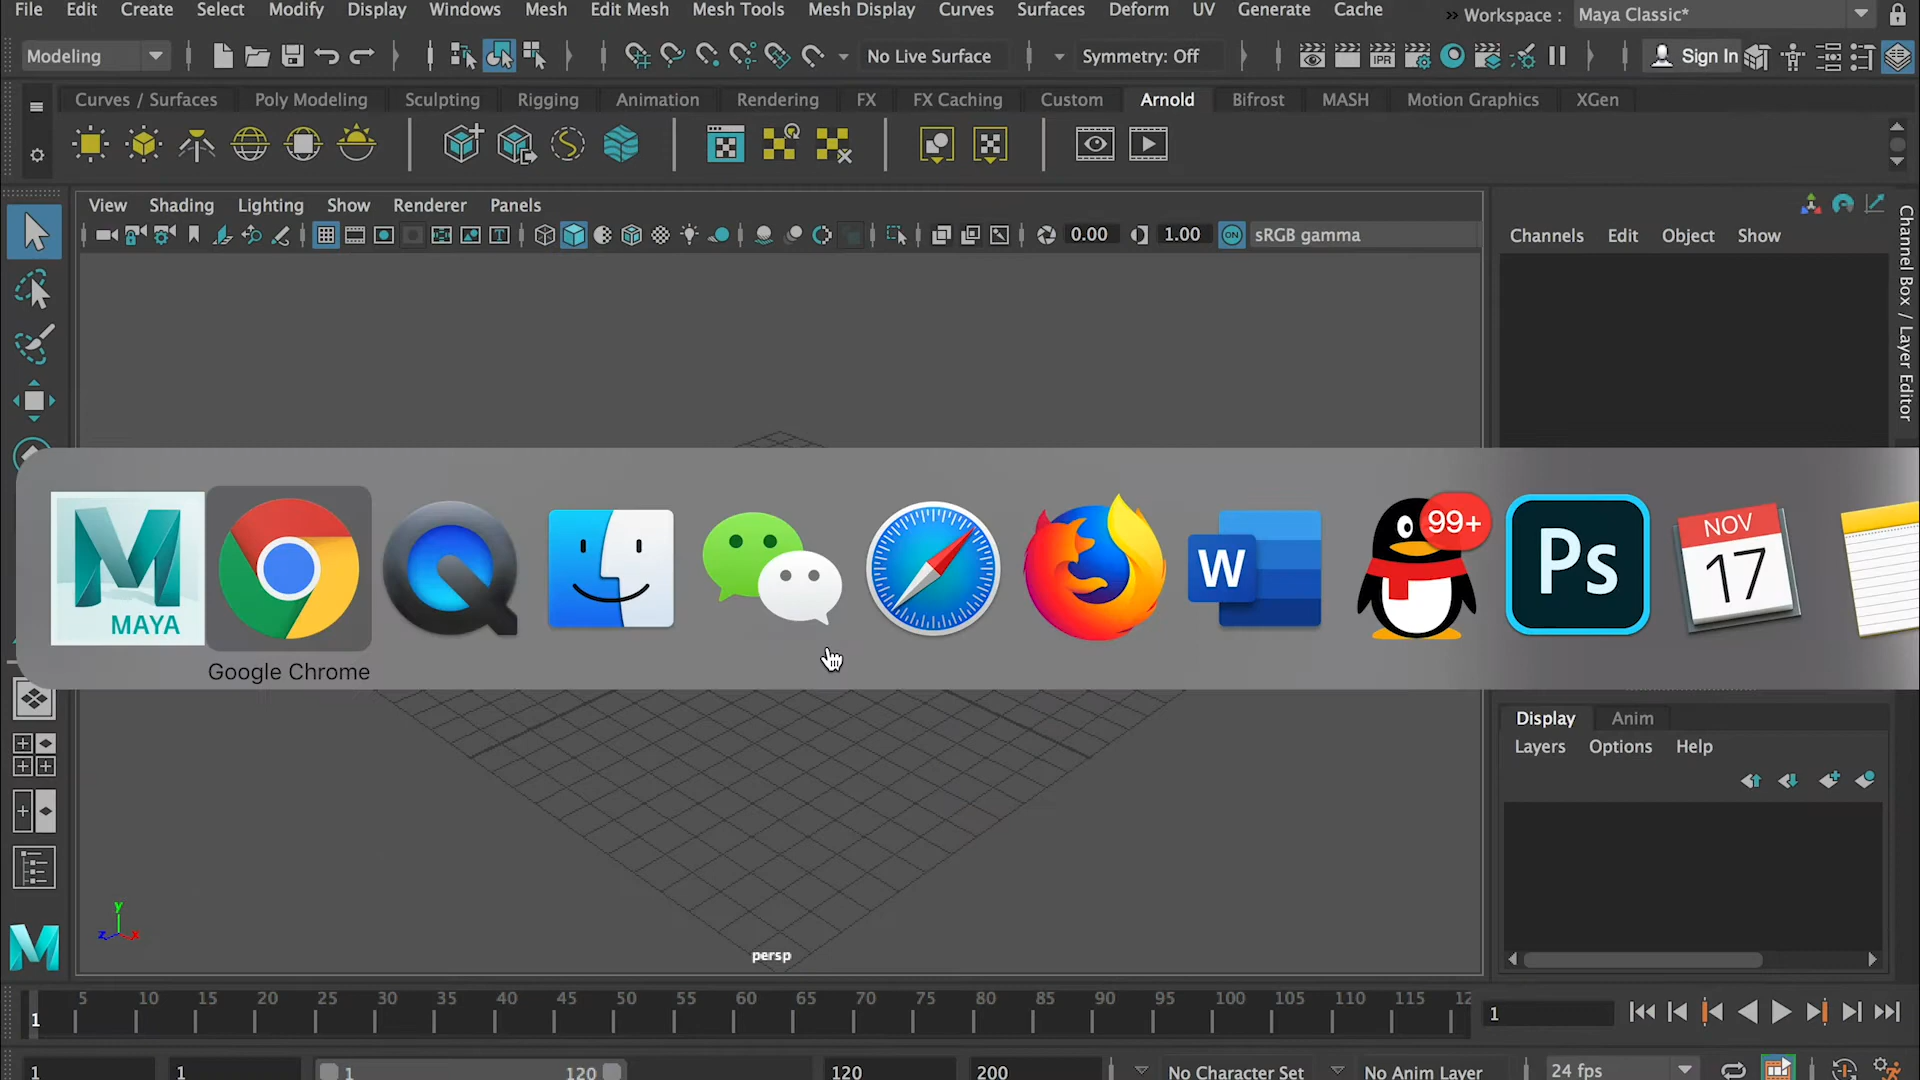 File Edit Create Select Modify Display Windows Mesh Edit Mesh Mesh Tools Mesh Display Curves Surfaces Deform UV Generate Cache » Workspace : Maya Classic*
Modeling No Live Surface Symmetry: Off IPR Sign In
Curves / Surfaces Poly Modeling Sculpting Rigging Animation Rendering FX FX Caching Custom Arnold Bifrost MASH Motion Graphics XGen
View Shading Lighting Show Renderer Panels
0.00 1.00 ON sRGB gamma
Channels Edit Object Show
Channel Box / Layer Editor
MAYA
W
99+
Ps
NOV
17
Google Chrome
Display Anim
Layers Options Help
y
z x
persp
5 10 15 20 25 30 35 40 45 50 55 60 65 70 75 80 85 90 95 100 105 110 115 12
1
1
1 1 1 120 120 200 No Character Set No Anim Layer 24 fps